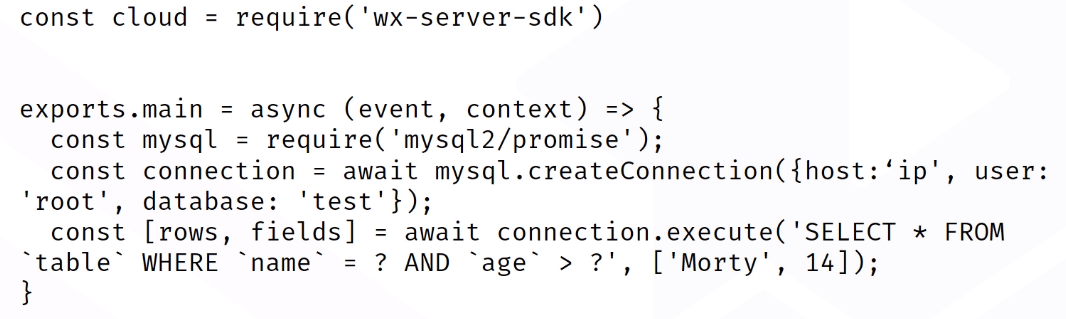 const cloud = require('wx-server-sdk')
exports.main = async (event, context) => {
const mysql = require('mysql2/promise');
const connection = await mysql.createConnection({host:‘ip', user:
'root', database: 'test'});
const [rows, fields] = await connection.execute('SELECT * FROM
`table` WHERE `name` = ? AND `age` > ?', ['Morty', 14]);
}